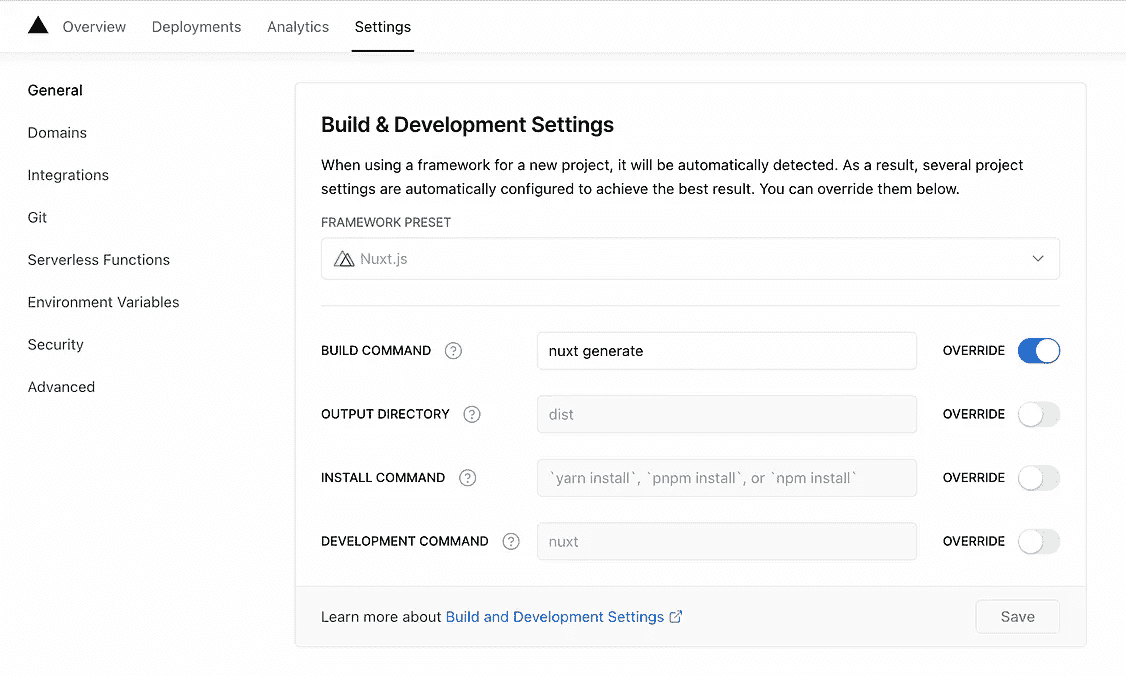 Overview Deployments Analytics Settings
General
Domains
Integrations
Git
Serverless Functions
Environment Variables
Security
Advanced
Build & Development Settings
When using a framework for a new project, it will be automatically detected. As a result, several project
settings are automatically configured to achieve the best result. You can override them below.
FRAMEWORK PRESET
Nuxt.js
BUILD COMMAND ? nuxt generate OVERRIDE
OUTPUT DIRECTORY ? dist OVERRIDE
INSTALL COMMAND ? `yarn install`, `pnpm install`, or `npm install` OVERRIDE
DEVELOPMENT COMMAND ? nuxt OVERRIDE
Learn more about Build and Development Settings Save